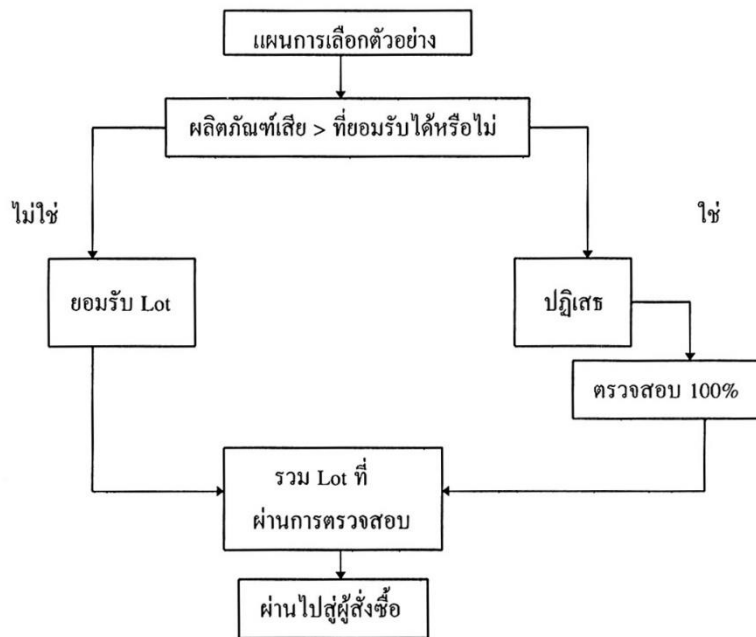 แผนการเลือกตัวอย่าง
ผลิตภัณฑ์เสีย > ที่ยอมรับได้หรือไม่
ไม่ใช่
ใช่
ยอมรับ Lot
ปฏิเสธ
ตรวจสอบ 100%
รวม Lot ที่
ผ่านการตรวจสอบ
ผ่านไปสู่ผู้สั่งซื้อ